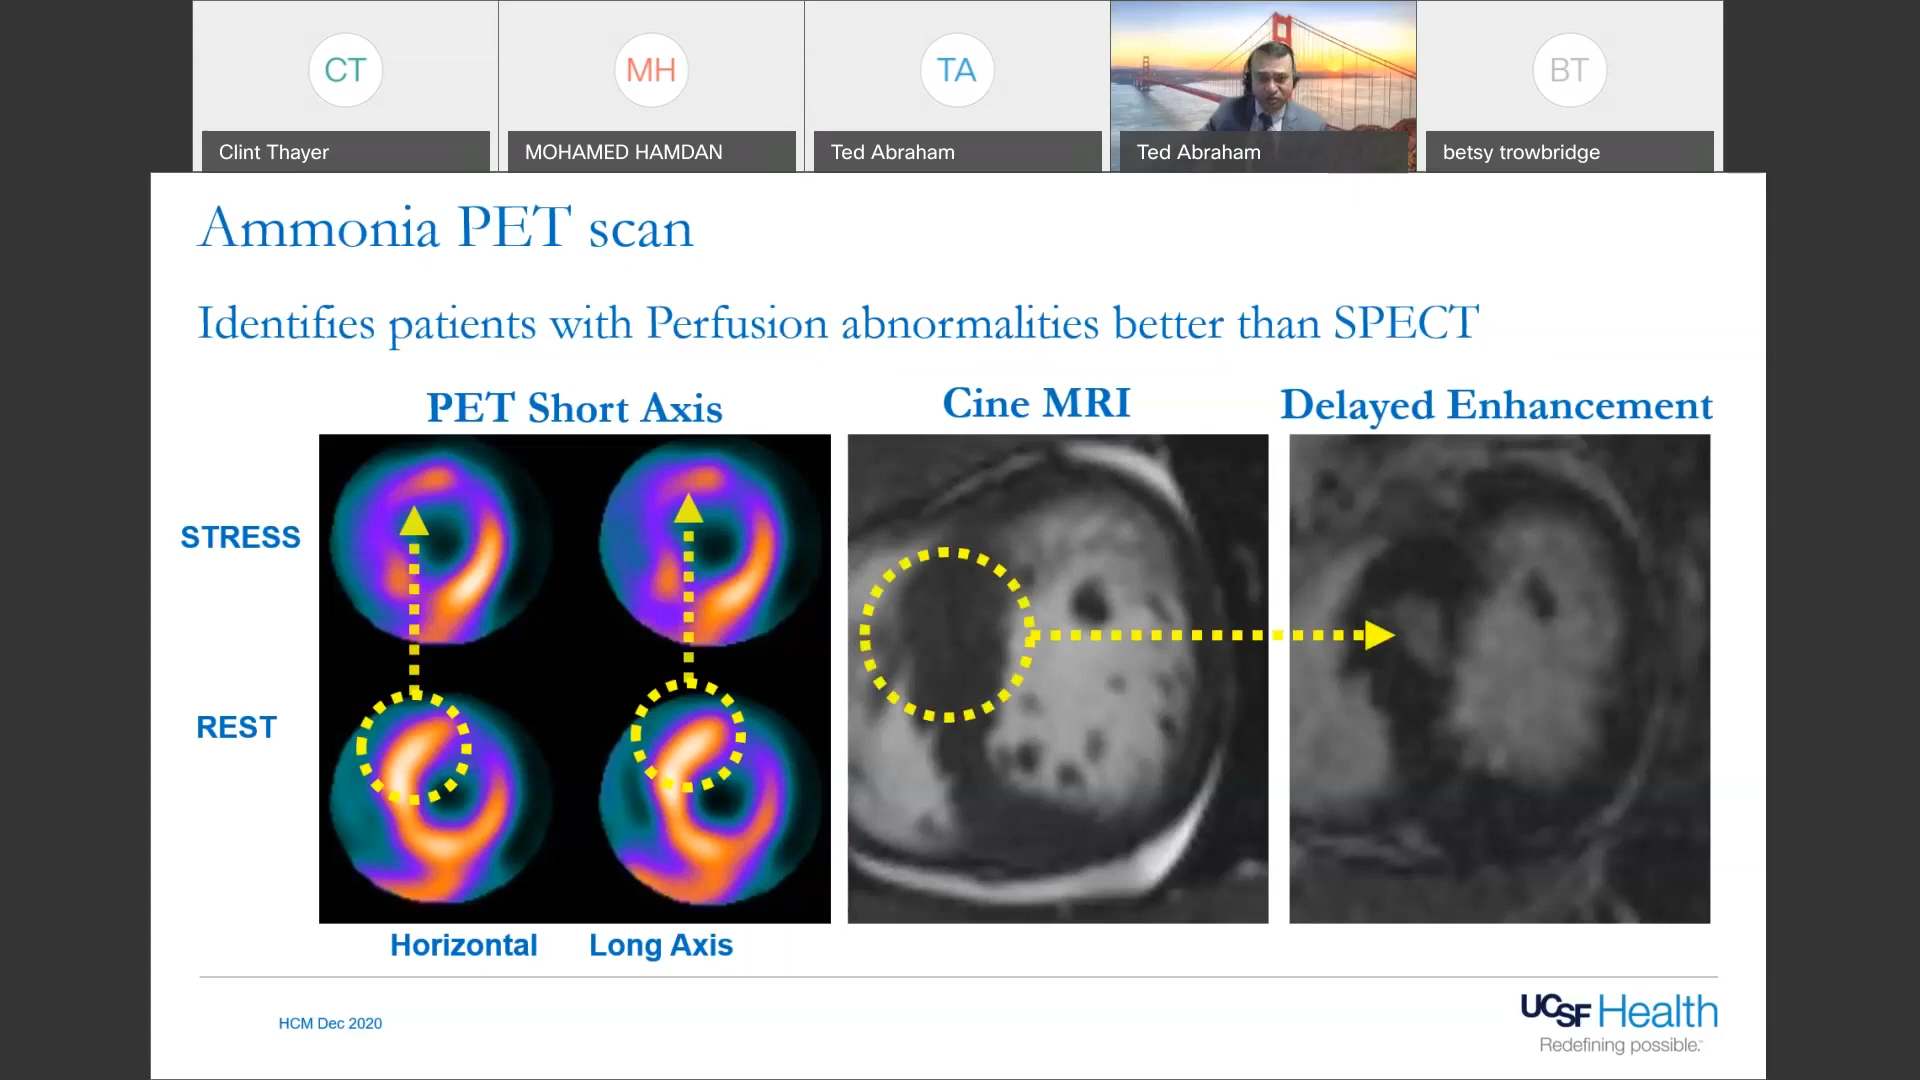 CT
MH
TA
BT
Clint Thayer
MOHAMED HAMDAN
Ted Abraham
Ted Abraham
betsy trowbridge
Ammonia PET scan
Identifies patients with Perfusion abnormalities better than SPECT
PET Short Axis
Cine MRI
Delayed Enhancement
STRESS
REST
Horizontal
Long Axis
HCM Dec 2020
UCSF Health
Redefining possible.™